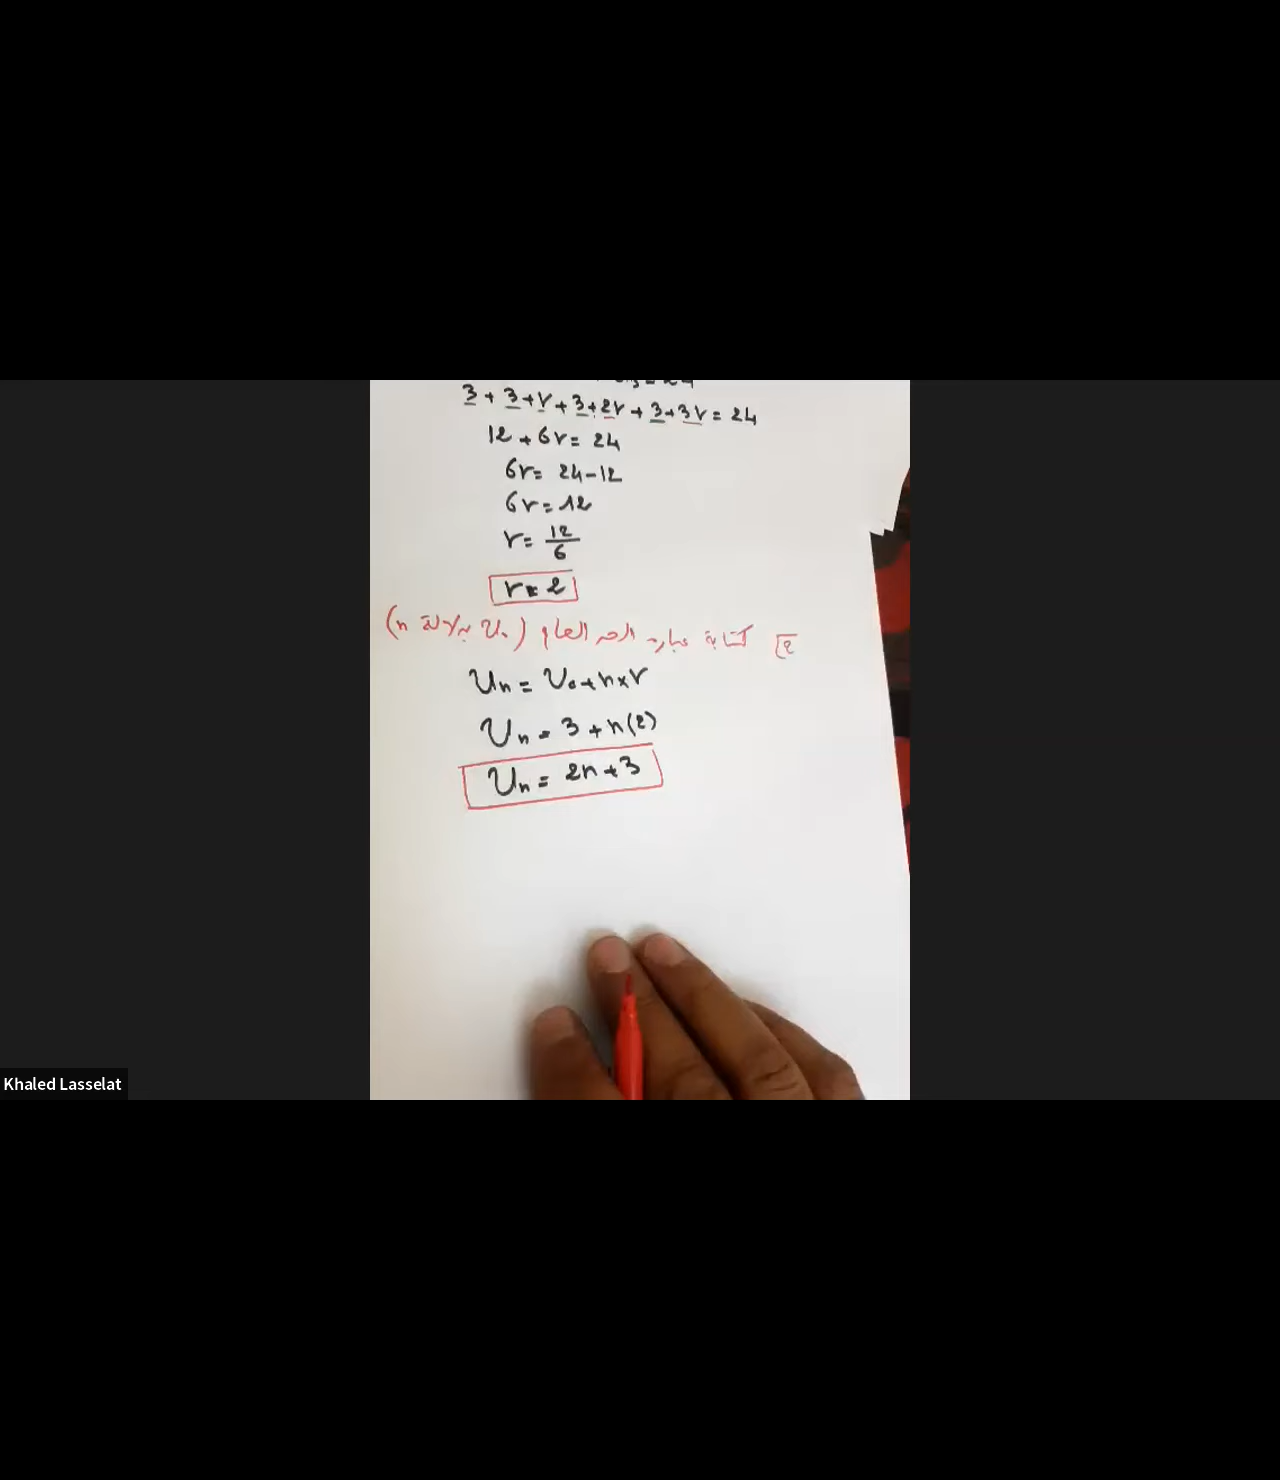 3 + 3 + r + 3 + 2r + 3 + 3r = 24
12 + 6r = 24
6r = 24 - 12
6r = 12
r = 12/6
r = 2
2] كتابة عبارة الحد العام (Un بدلالة n)
Un = U0 + n × r
Un = 3 + n(2)
Un = 2n + 3
Khaled Lasselat